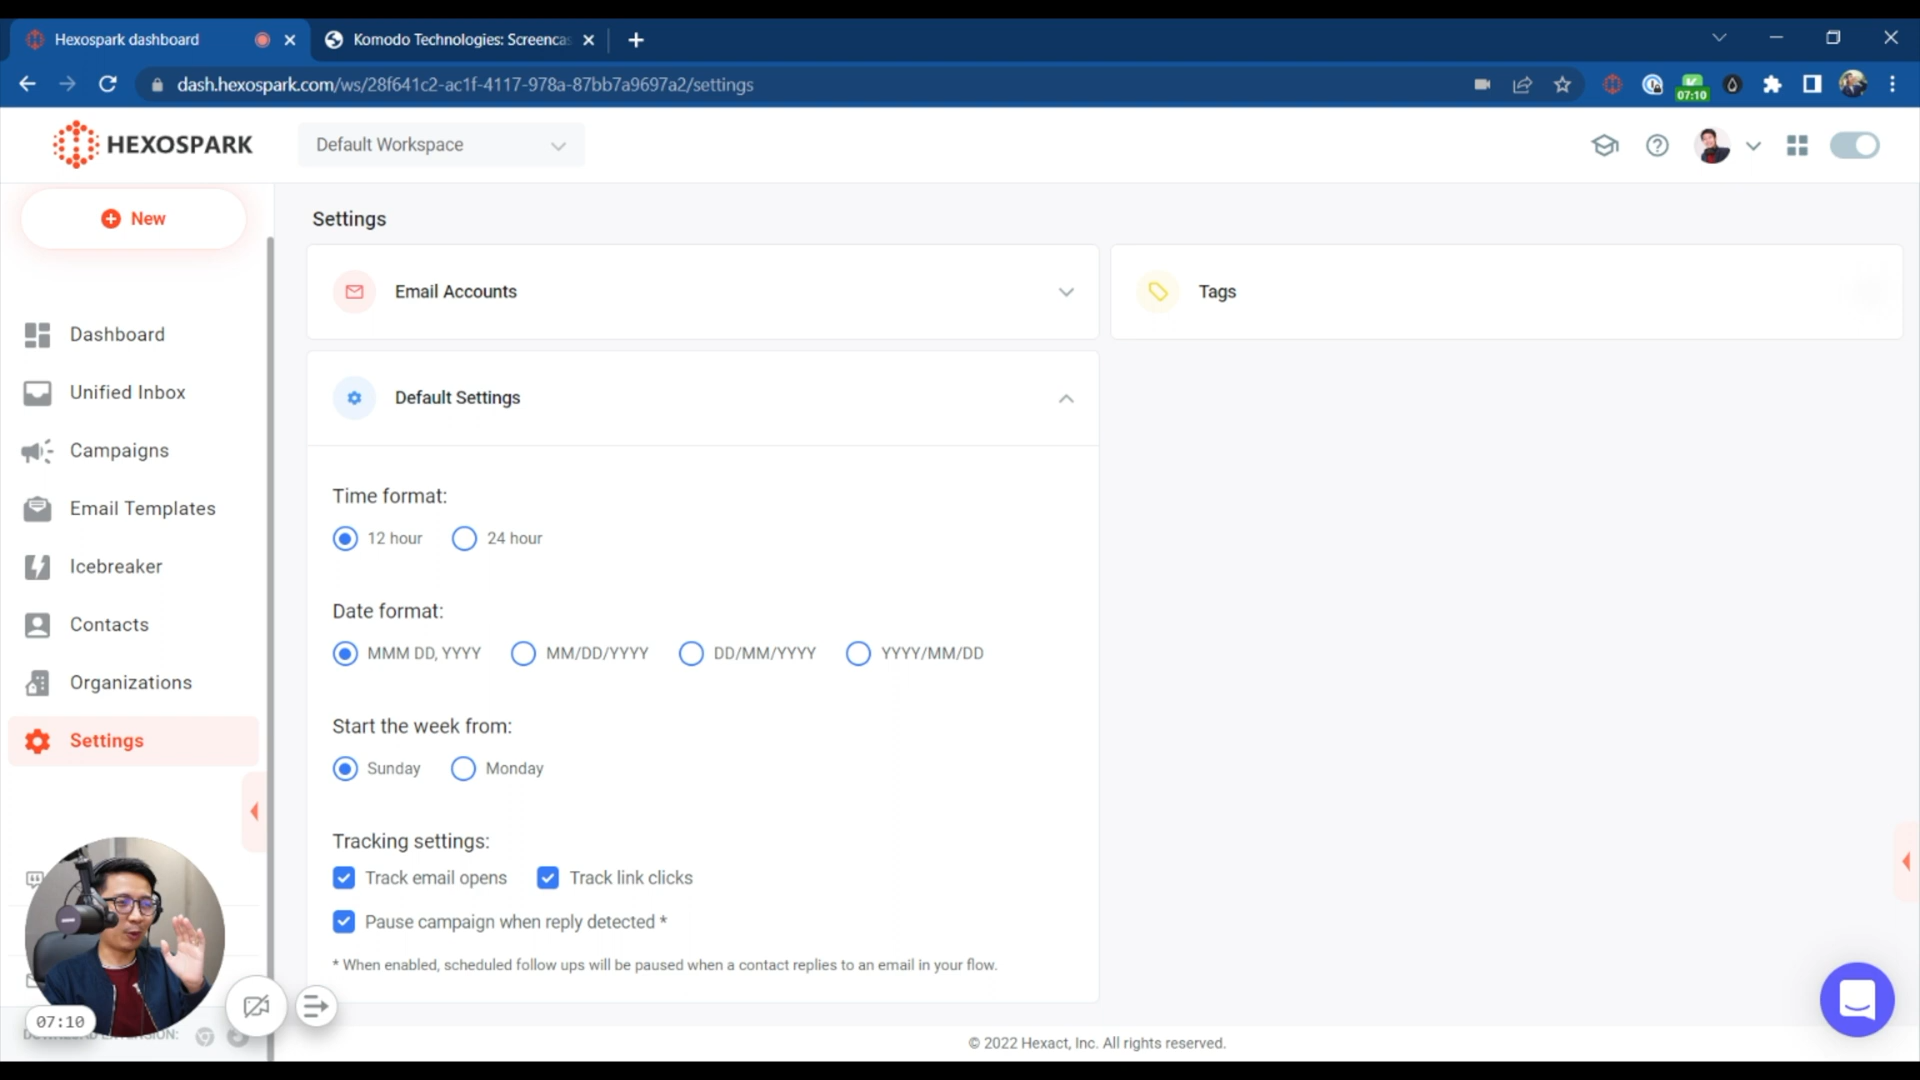 Hexospark dashboard
Komodo Technologies: Screencas
dash.hexospark.com/ws/28f641c2-ac1f-4117-978a-87bb7a9697a2/settings
07:10
HEXOSPARK
Default Workspace
New
Dashboard
Unified Inbox
Campaigns
Email Templates
Icebreaker
Contacts
Organizations
Settings
Settings
Email Accounts
Tags
Default Settings
Time format:
12 hour
24 hour
Date format:
MMM DD, YYYY
MM/DD/YYYY
DD/MM/YYYY
YYYY/MM/DD
Start the week from:
Sunday
Monday
Tracking settings:
Track email opens
Track link clicks
Pause campaign when reply detected *
* When enabled, scheduled follow ups will be paused when a contact replies to an email in your flow.
07:10
© 2022 Hexact, Inc. All rights reserved.